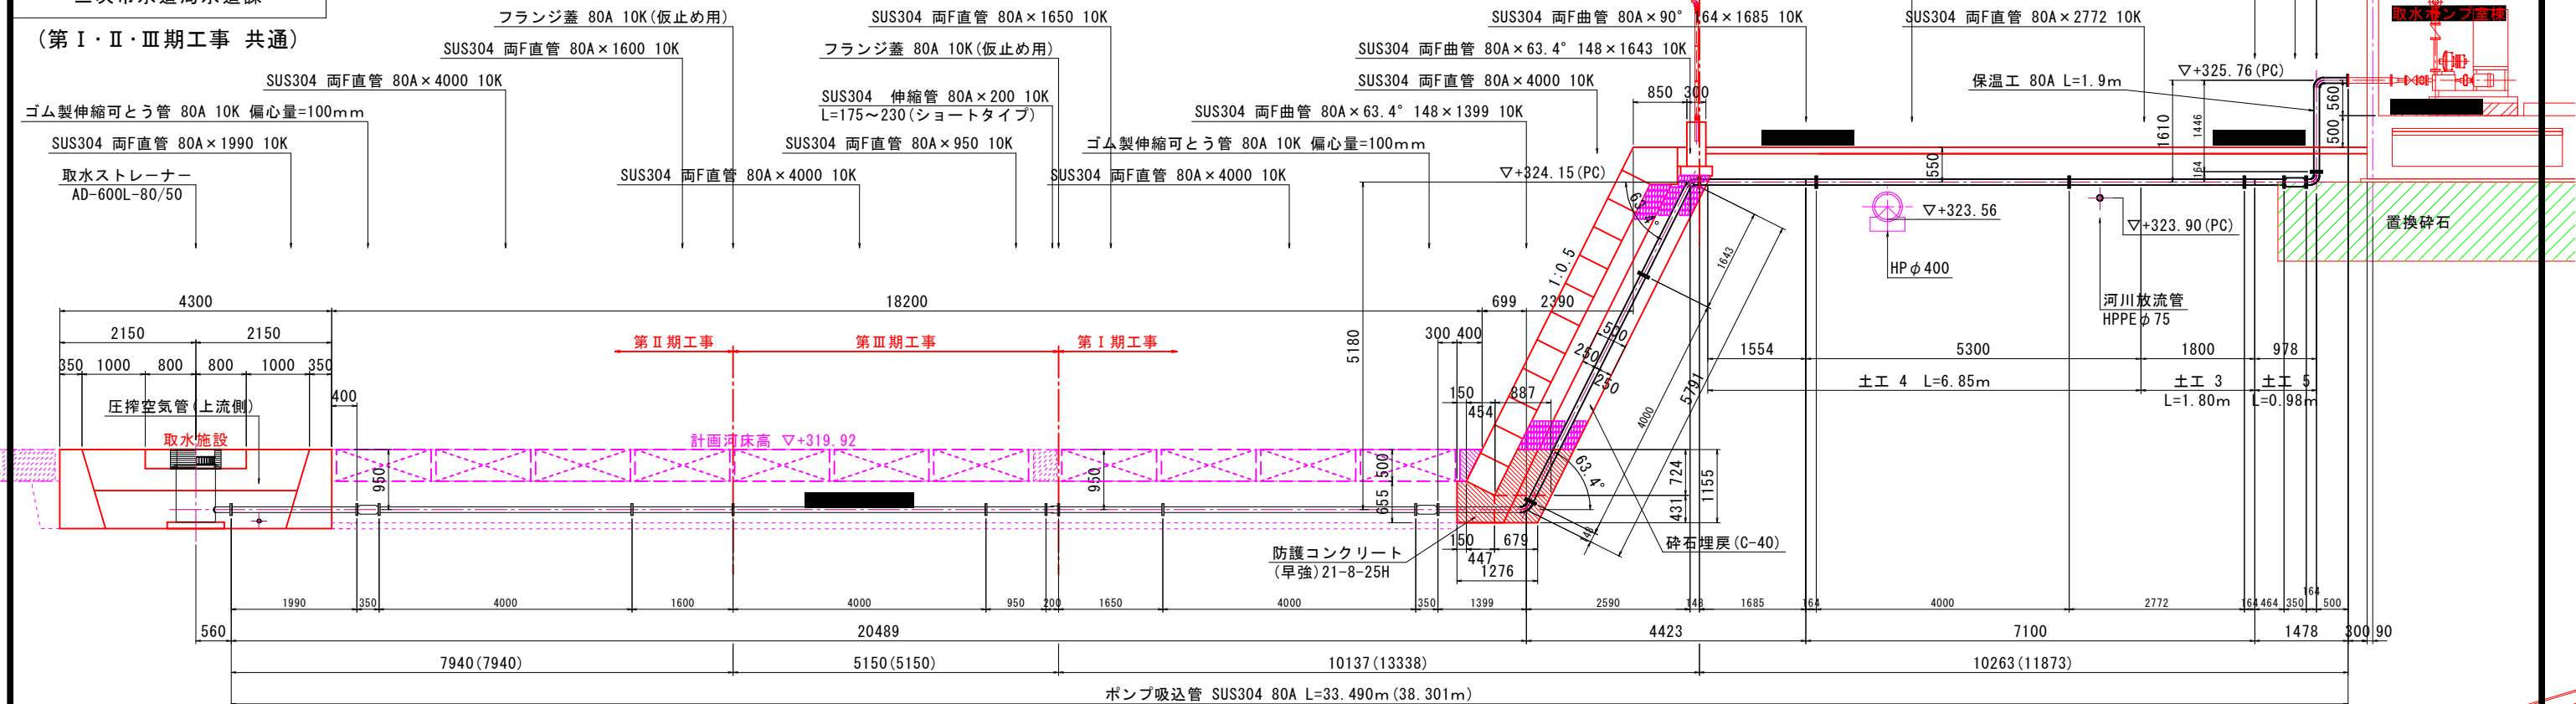 (第Ⅰ・Ⅱ・Ⅲ期工事 共通)
フランジ蓋 80A 10K(仮止め用)
SUS304 両F直管 80A×1650 10K
SUS304 両F曲管 80A×90° 164×1685 10K
SUS304 両F直管 80A×2772 10K
取水ポンプ室棟
SUS304 両F直管 80A×1600 10K
フランジ蓋 80A 10K(仮止め用)
SUS304 両F曲管 80A×63.4° 148×1643 10K
SUS304 両F直管 80A×4000 10K
SUS304 両F直管 80A×4000 10K
保温工 80A L=1.9m
▽+325.76(PC)
ゴム製伸縮可とう管 80A 10K 偏心量=100mm
SUS304 伸縮管 80A×200 10K
L=175～230(ショートタイプ)
SUS304 両F曲管 80A×63.4° 148×1399 10K
850 300
560
500
1610
1446
164
SUS304 両F直管 80A×1990 10K
SUS304 両F直管 80A×950 10K
ゴム製伸縮可とう管 80A 10K 偏心量=100mm
取水ストレーナー
AD-600L-80/50
SUS304 両F直管 80A×4000 10K
SUS304 両F直管 80A×4000 10K
▽+324.15(PC)
550
63.4°
▽+323.56
▽+323.90(PC)
置換砕石
HPφ400
河川放流管
HPPEφ75
1:0.5
1643
4300
18200
699
2390
2150
2150
第Ⅱ期工事
第Ⅲ期工事
第Ⅰ期工事
300 400
5180
500
250
250
5791
4000
1554
5300
1800
978
350
1000
800
800
1000
350
400
土工 4 L=6.85m
土工 3
L=1.80m
土工 5
L=0.98m
150
887
454
圧搾空気管(上流側)
取水施設
計画河床高 ▽+319.92
950
950
500
655
63.4°
724
431
1155
148
150
679
447
1276
防護コンクリート
(早強)21-8-25H
砕石埋戻(C-40)
1990
350
4000
1600
4000
950
200
1650
4000
350
1399
2590
148
1685
164
4000
2772
164
464
350
164
500
560
20489
4423
7100
1478
300
90
7940(7940)
5150(5150)
10137(13338)
10263(11873)
ポンプ吸込管 SUS304 80A L=33.490m(38.301m)